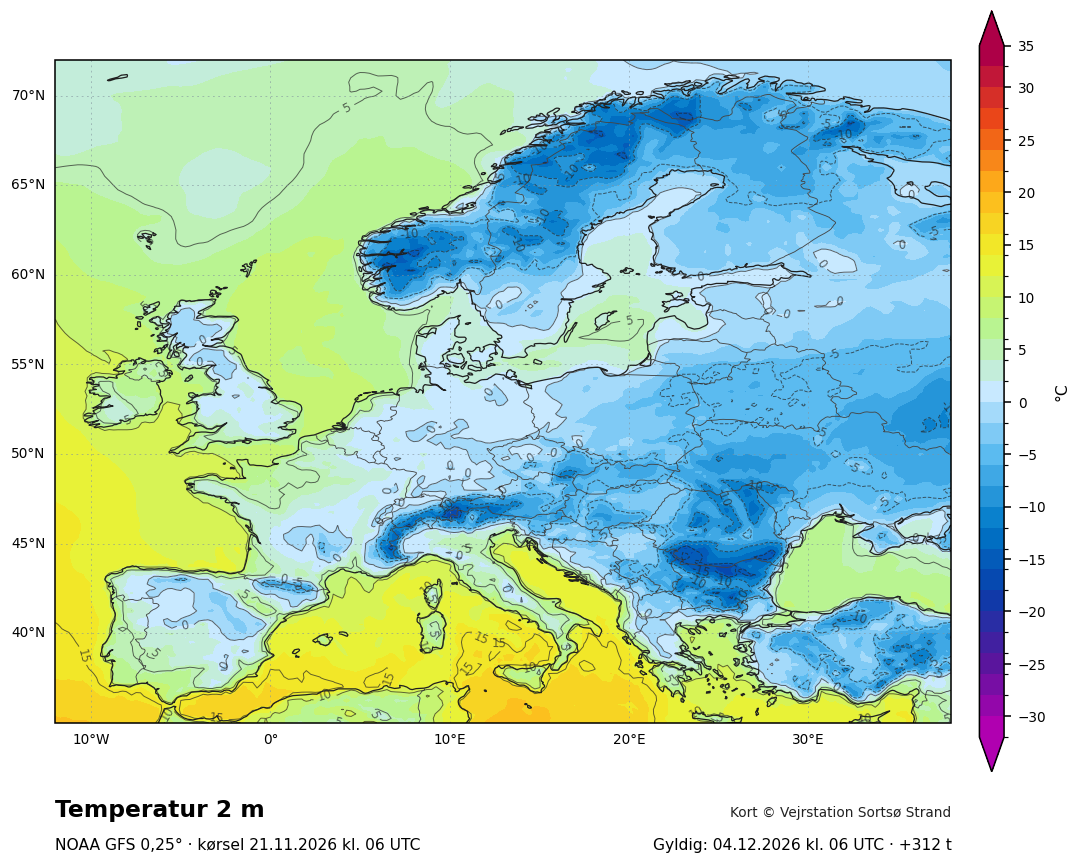 70°N
65°N
60°N
55°N
50°N
45°N
40°N
10°W 0° 10°E 20°E 30°E
35
30
25
20
15
10
5
0
−5
−10
−15
−20
−25
−30
°C
Temperatur 2 m
Kort © Vejrstation Sortsø Strand
NOAA GFS 0,25° · kørsel 21.11.2026 kl. 06 UTC
Gyldig: 04.12.2026 kl. 06 UTC · +312 t